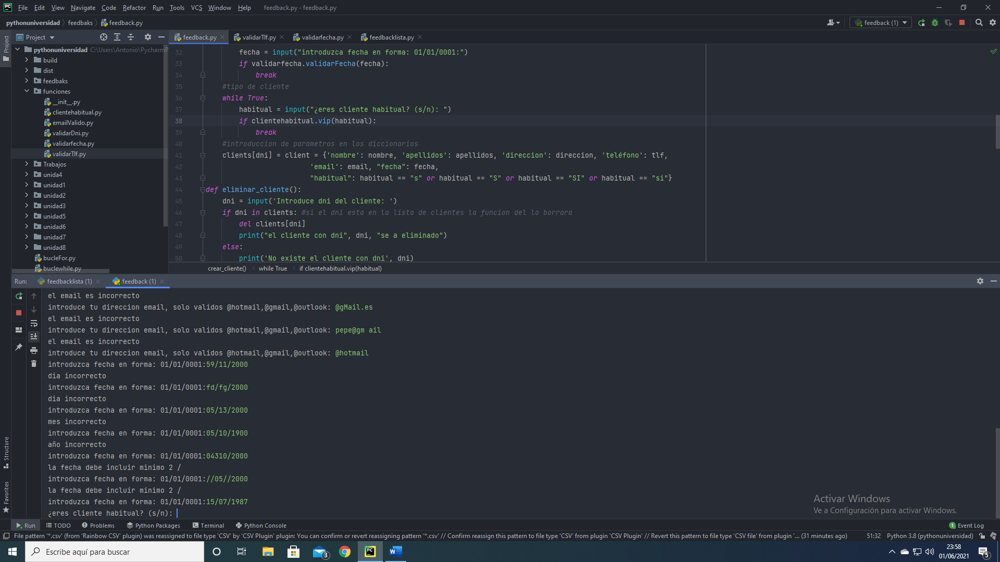 File Edit View Navigate Code Refactor Run Tools VCS Window Help feedback.py - feedback.py
pythonuniversidad feedbaks feedback.py feedback (1)
Project
Project
feedback.py validarTlf.py validarfecha.py feedbacklista.py
pythonuniversidad C:\Users\Antonio\PycharmP
build
dist
feedbaks
funciones
__init__.py
clientehabitual.py
emailValido.py
validarDni.py
validarfecha.py
validarTlf.py
Trabajos
unida4
unidad1
unidad2
unidad3
unidad5
unidad6
unidad7
unidad8
bucleFor.py
buclewhile.py
32 fecha = input("introduzca fecha en forma: 01/01/0001:")
33 if validarfecha.validarFecha(fecha):
34 break
35 #tipo de cliente
36 while True:
37 habitual = input("¿eres cliente habitual? (s/n): ")
38 if clientehabitual.vip(habitual):
39 break
40 #introduccion de parametros en los diccionarios
41 clients[dni] = client = {'nombre': nombre, 'apellidos': apellidos, 'direccion': direccion, 'teléfono': tlf,
42 'email': email, "fecha": fecha,
43 "habitual": habitual == "s" or habitual == "S" or habitual == "SI" or habitual == "si"}
44 def eliminar_cliente():
45 dni = input('Introduce dni del cliente: ')
46 if dni in clients: #si el dni esta en la lista de clientes la funcion del lo borrara
47 del clients[dni]
48 print("el cliente con dni", dni, "se a eliminado")
49 else:
50 print('No existe el cliente con dni', dni)
crear_cliente() while True if clientehabitual.vip(habitual)
Run: feedbacklista (1) feedback (1)
el email es incorrecto
introduce tu direccion email, solo validos @hotmail,@gmail,@outlook: @gMail.es
el email es incorrecto
introduce tu direccion email, solo validos @hotmail,@gmail,@outlook: pepe@gm ail
el email es incorrecto
introduce tu direccion email, solo validos @hotmail,@gmail,@outlook: @hotmail
introduzca fecha en forma: 01/01/0001:59/11/2000
dia incorrecto
introduzca fecha en forma: 01/01/0001:fd/fg/2000
dia incorrecto
introduzca fecha en forma: 01/01/0001:05/13/2000
mes incorrecto
introduzca fecha en forma: 01/01/0001:05/10/1900
año incorrecto
introduzca fecha en forma: 01/01/0001:04310/2000
la fecha debe incluir minimo 2 /
introduzca fecha en forma: 01/01/0001://05//2000
la fecha debe incluir minimo 2 /
introduzca fecha en forma: 01/01/0001:15/07/1987
¿eres cliente habitual? (s/n):
Structure
Favorites
Activar Windows
Ve a Configuración para activar Windows.
Run TODO Problems Python Packages Terminal Python Console 1 Event Log
File pattern '*.csv' (from 'Rainbow CSV' plugin) was reassigned to file type 'CSV' by 'CSV Plugin' plugin: You can confirm or revert reassigning pattern '*.csv' // Confirm reassign this pattern to file type 'CSV' from plugin 'CSV Plugin' // Revert this pattern to file type 'CSV file' from plugin '... (31 minutes ago) 51:32 Python 3.8 (pythonuniversidad)
Escribe aquí para buscar 3 PC W 23:58
01/06/2021 5